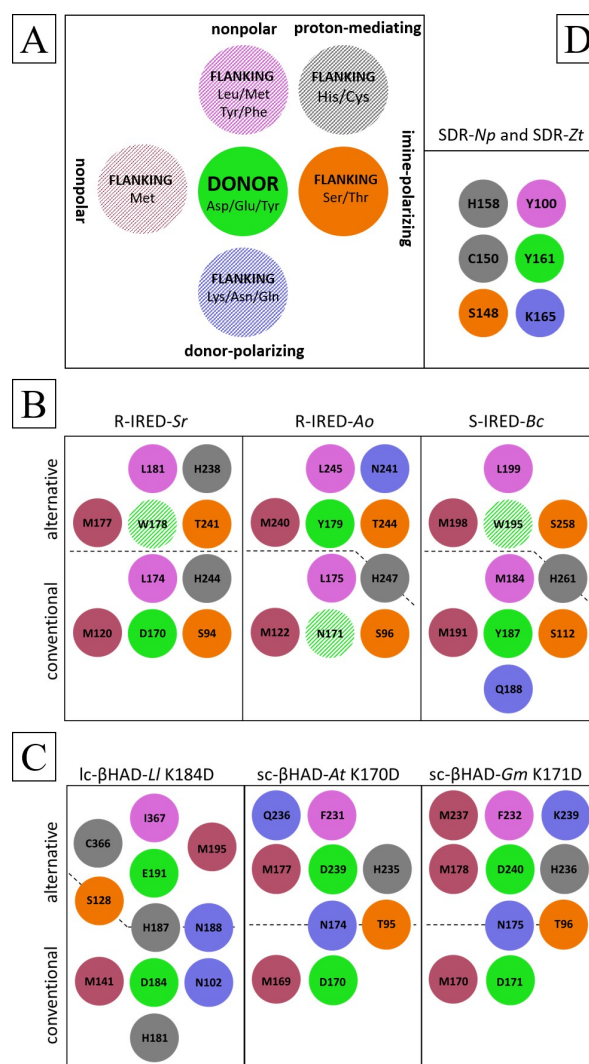 A
nonpolar
proton-mediating
D
FLANKING
Leu/Met
Tyr/Phe
FLANKING
His/Cys
nonpolar
FLANKING
Met
DONOR
Asp/Glu/Tyr
FLANKING
Ser/Thr
imine-polarizing
FLANKING
Lys/Asn/Gln
donor-polarizing
SDR-Np and SDR-Zt
H158 Y100
C150 Y161
S148 K165
B
R-IRED-Sr R-IRED-Ao S-IRED-Bc
alternative
L181 H238 L245 N241 L199
M177 W178 T241 M240 Y179 T244 M198 W195 S258
conventional
L174 H244 L175 H247 M184 H261
M120 D170 S94 M122 N171 S96 M191 Y187 S112
Q188
C
lc-βHAD-Ll K184D sc-βHAD-At K170D sc-βHAD-Gm K171D
alternative
I367 Q236 F231 M237 F232 K239
C366 M195
E191 M177 D239 H235 M178 D240 H236
S128
H187 N188 N174 T95 N175 T96
conventional
M141 D184 N102 M169 D170 M170 D171
H181